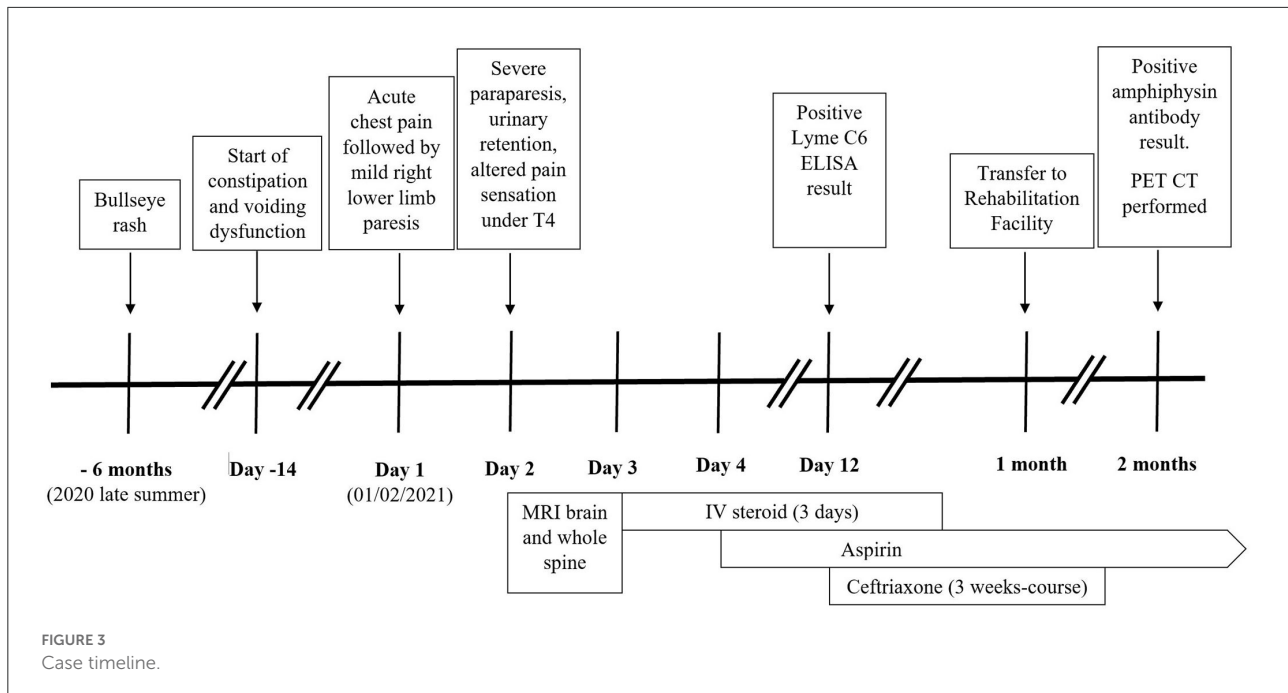 Bullseye
rash
Start of
constipation
and voiding
dysfunction
Acute
chest pain
followed by
mild right
lower limb
paresis
Severe
paraparesis,
urinary
retention,
altered pain
sensation
under T4
Positive
Lyme C6
ELISA
result
Transfer to
Rehabilitation
Facility
Positive
amphiphysin
antibody
result.
PET CT
performed
- 6 months
(2020 late summer)
Day -14
Day 1
(01/02/2021)
Day 2
Day 3
Day 4
Day 12
1 month
2 months
MRI brain
and whole
spine
IV steroid (3 days)
Aspirin
Ceftriaxone (3 weeks-course)
FIGURE 3
Case timeline.